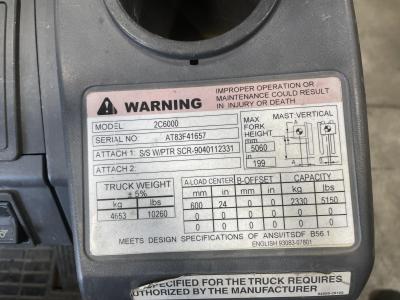 WARNING
IMPROPER OPERATION OR
MAINTENANCE COULD RESULT
IN INJURY OR DEATH
MODEL 2C6000
SERIAL NO. AT83F41657
ATTACH 1: S/S W/PTR SCR-9040112331
ATTACH 2:
MAX FORK HEIGHT
mm
5060
in
199
MAST:VERTICAL
TRUCK WEIGHT
± 5%
kg lbs
4653 10260
A-LOAD CENTER B-OFFSET CAPACITY
mm in mm in kg lbs
600 24 0 0 2330 5150
0 0 0 0 0 0
0 0 0 0 0 0
MEETS DESIGN SPECIFICATIONS OF ANSI/ITSDF B56.1
ENGLISH 93083-07801
SPECIFIED FOR THE TRUCK REQUIRES
AUTHORIZED BY THE MANUFACTURER